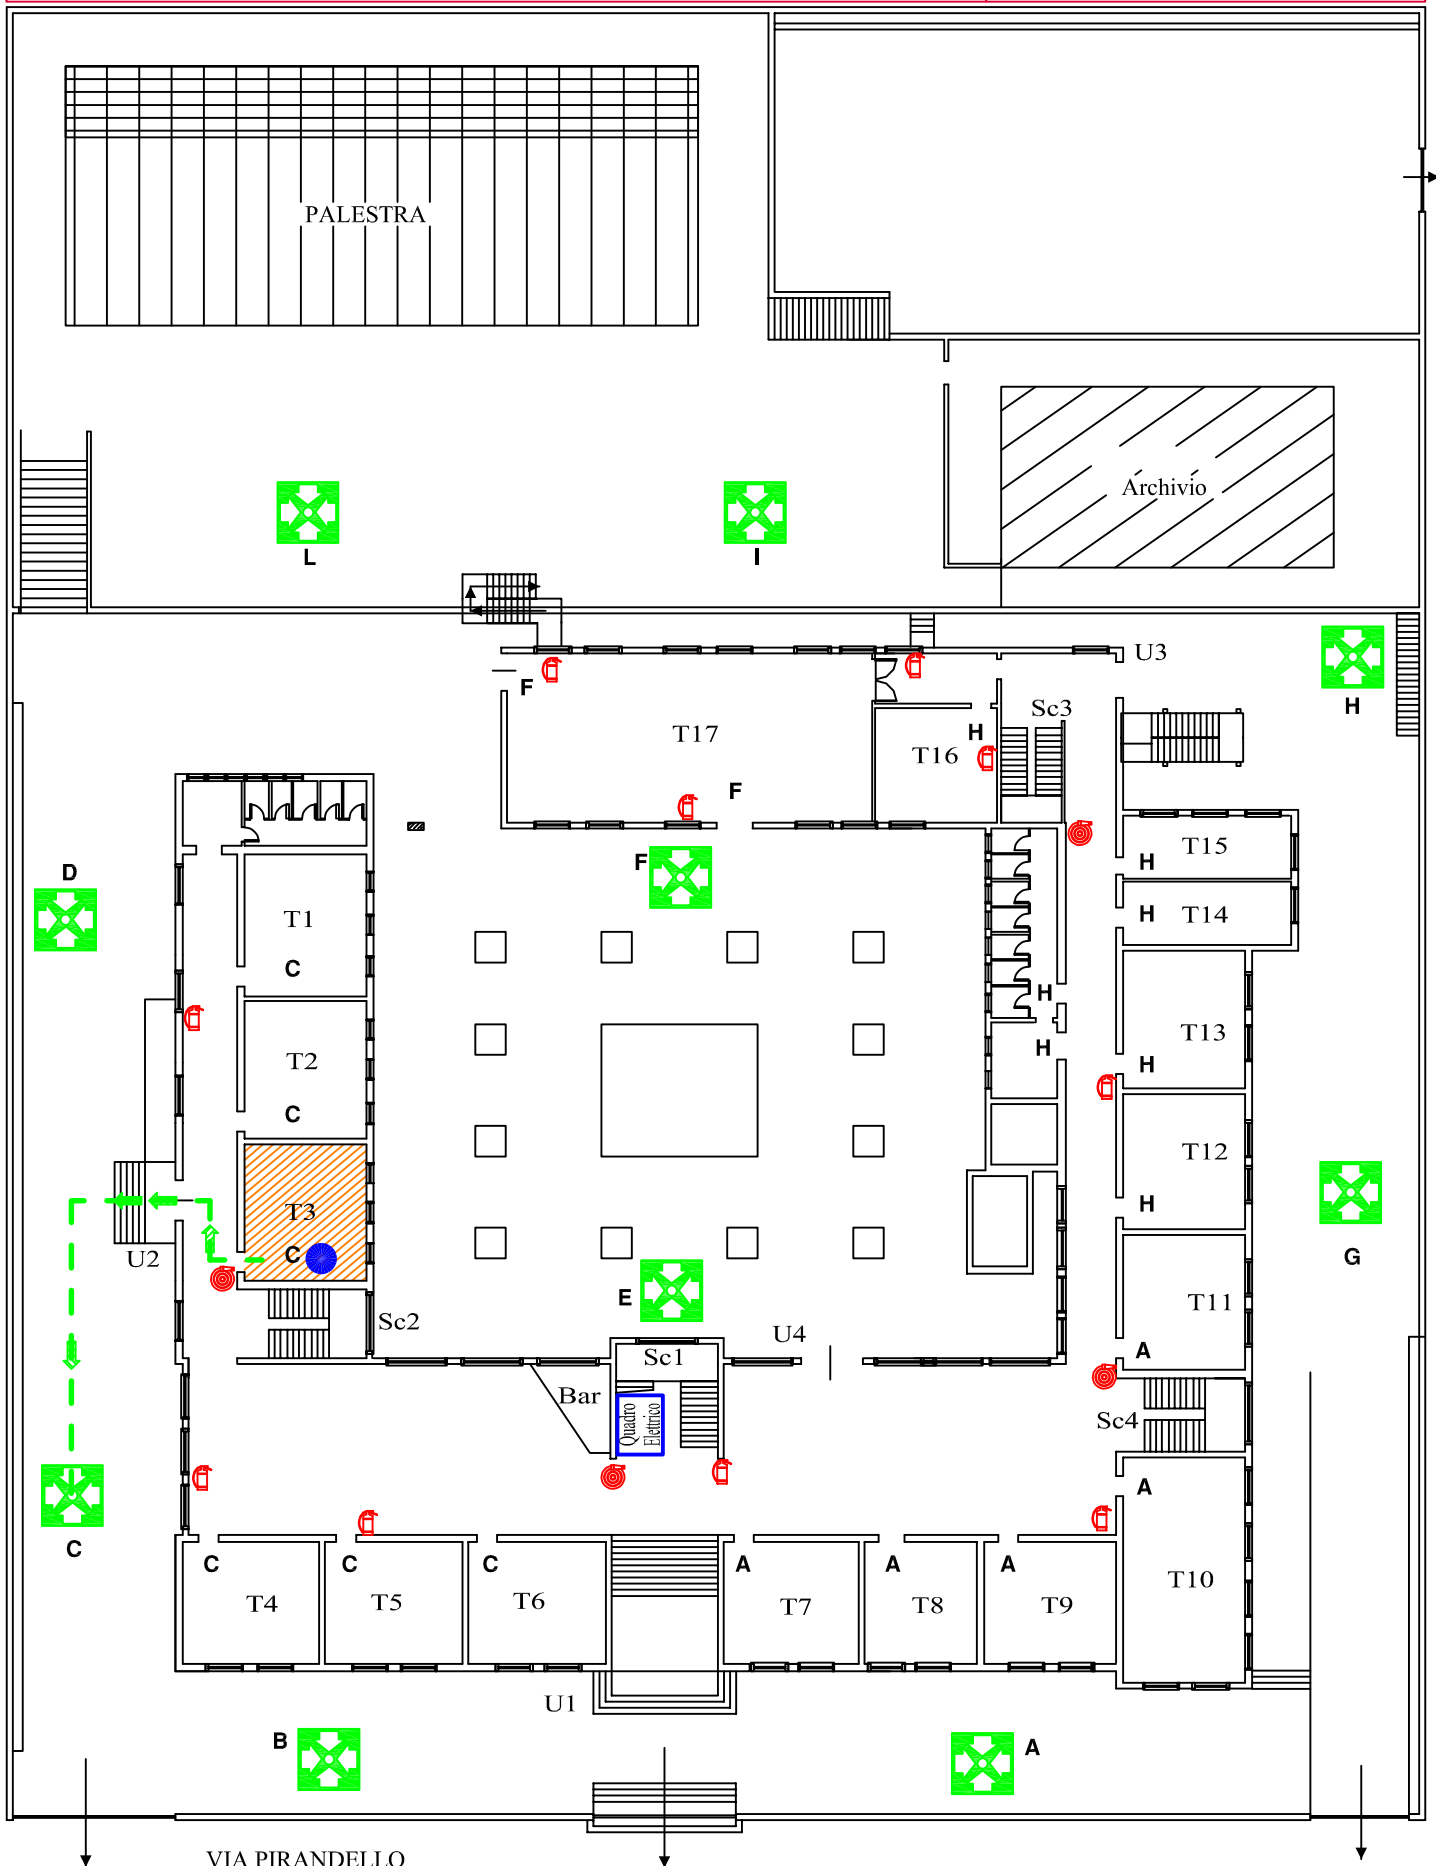 PALESTRA
Archivio
L
I
U3
H
F
Sc3
T17
H
T16
F
T15
H
F
D
T1
H
T14
C
H
T13
H
H
T2
C
T12
H
T3
C
U2
G
E
T11
Sc2
U4
A
Sc1
Bar
Quadro
Elettrico
Sc4
A
C
C
C
C
A
A
A
T4
T5
T6
T7
T8
T9
T10
U1
B
A
VIA PIRANDELLO